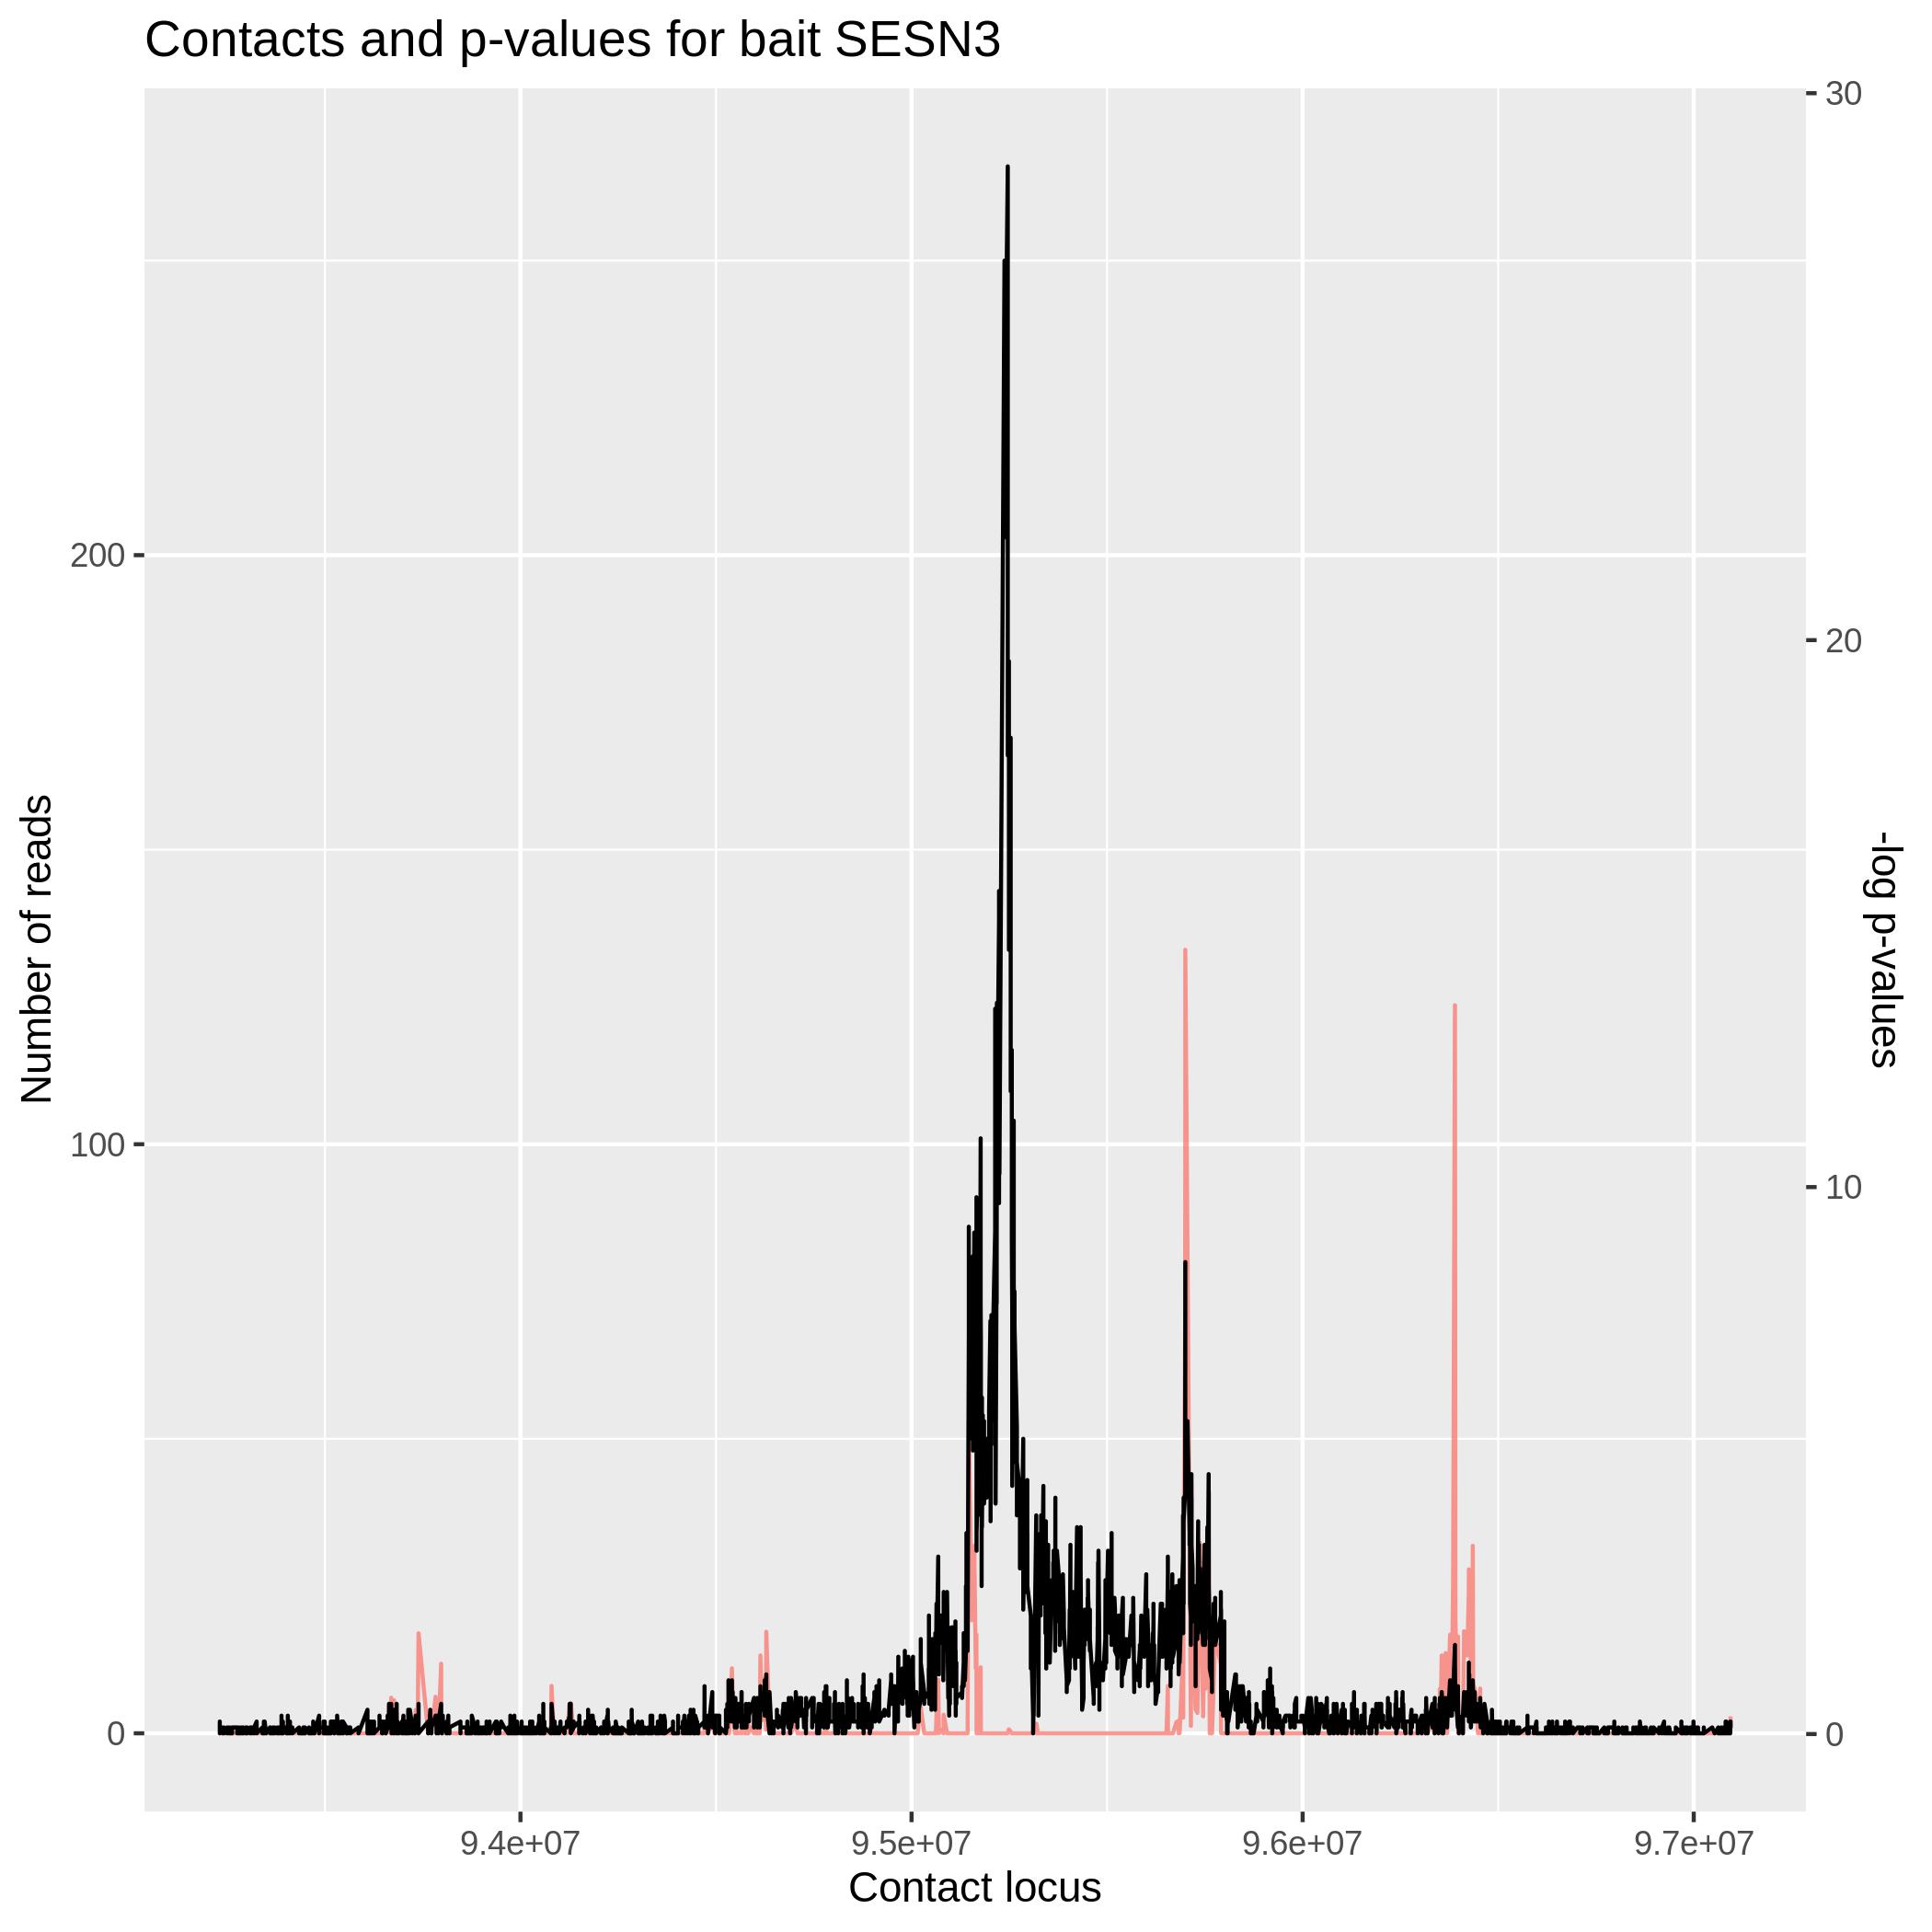 Contacts and p-values for bait SESN3
30
200
20
Number of reads
-log p-values
100
10
0
0
9.4e+07 9.5e+07 9.6e+07 9.7e+07
Contact locus